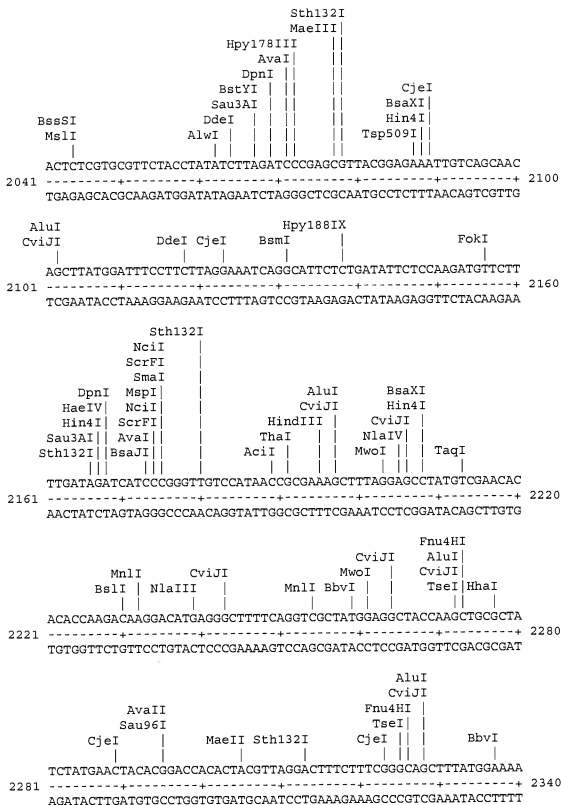 Sth132I
MaeIII
Hpy178III
AvaI
DpnI
BstYI CjeI
Sau3AI BsaXI
BssSI DdeI Hin4I
MslI AlwI Tsp509I
ACTCTCGTGCGTTCTACCTATATCTTAGATCCCGAGCGTTACGGAGAAATTGTCAGCAAC
2041 ---------+---------+---------+---------+---------+---------+ 2100
TGAGAGCACGCAAGATGGATATAGAATCTAGGGCTCGCAATGCCTCTTTAACAGTCGTTG
AluI Hpy188IX
CviJI DdeI CjeI BsmI FokI
AGCTTATGGATTTCCTTCTTAGGAAATCAGGCATTCTCTGATATTCTCCAAGATGTTCTT
2101 ---------+---------+---------+---------+---------+---------+ 2160
TCGAATACCTAAAGGAAGAATCCTTTAGTCCGTAAGAGACTATAAGAGGTTCTACAAGAA
Sth132I
NciI
ScrFI
SmaI
DpnI MspI AluI BsaXI
HaeIV NciI CviJI Hin4I
Hin4I ScrFI HindIII CviJI
Sau3AI AvaI ThaI NlaIV
Sth132I BsaJI AciI MwoI TaqI
TTGATAGATCATCCCGGGTTGTCCATAACCGCGAAAGCTTTAGGAGCCTATGTCGAACAC
2161 ---------+---------+---------+---------+---------+---------+ 2220
AACTATCTAGTAGGGCCCAACAGGTATTGGCGCTTTCGAAATCCTCGGATACAGCTTGTG
Fnu4HI
CviJI AluI
MnlI CviJI MwoI CviJI
BslI NlaIII MnlI BbvI TseI HhaI
ACACCAAGACAAGGACATGAGGGCTTTTCAGGTCGCTATGGAGGCTACCAAGCTGCGCTA
2221 ---------+---------+---------+---------+---------+---------+ 2280
TGTGGTTCTGTTCCTGTACTCCCGAAAAGTCCAGCGATACCTCCGATGGTTCGACGCGAT
AluI
CviJI
AvaII Fnu4HI
Sau96I TseI
CjeI MaeII Sth132I CjeI BbvI
TCTATGAACTACACGGACCACACTACGTTAGGACTTTCTTTCGGGCAGCTTTATGGAAAA
2281 ---------+---------+---------+---------+---------+---------+ 2340
AGATACTTGATGTGCCTGGTGTGATGCAATCCTGAAAGAAAGCCCGTCGAAATACCTTTT